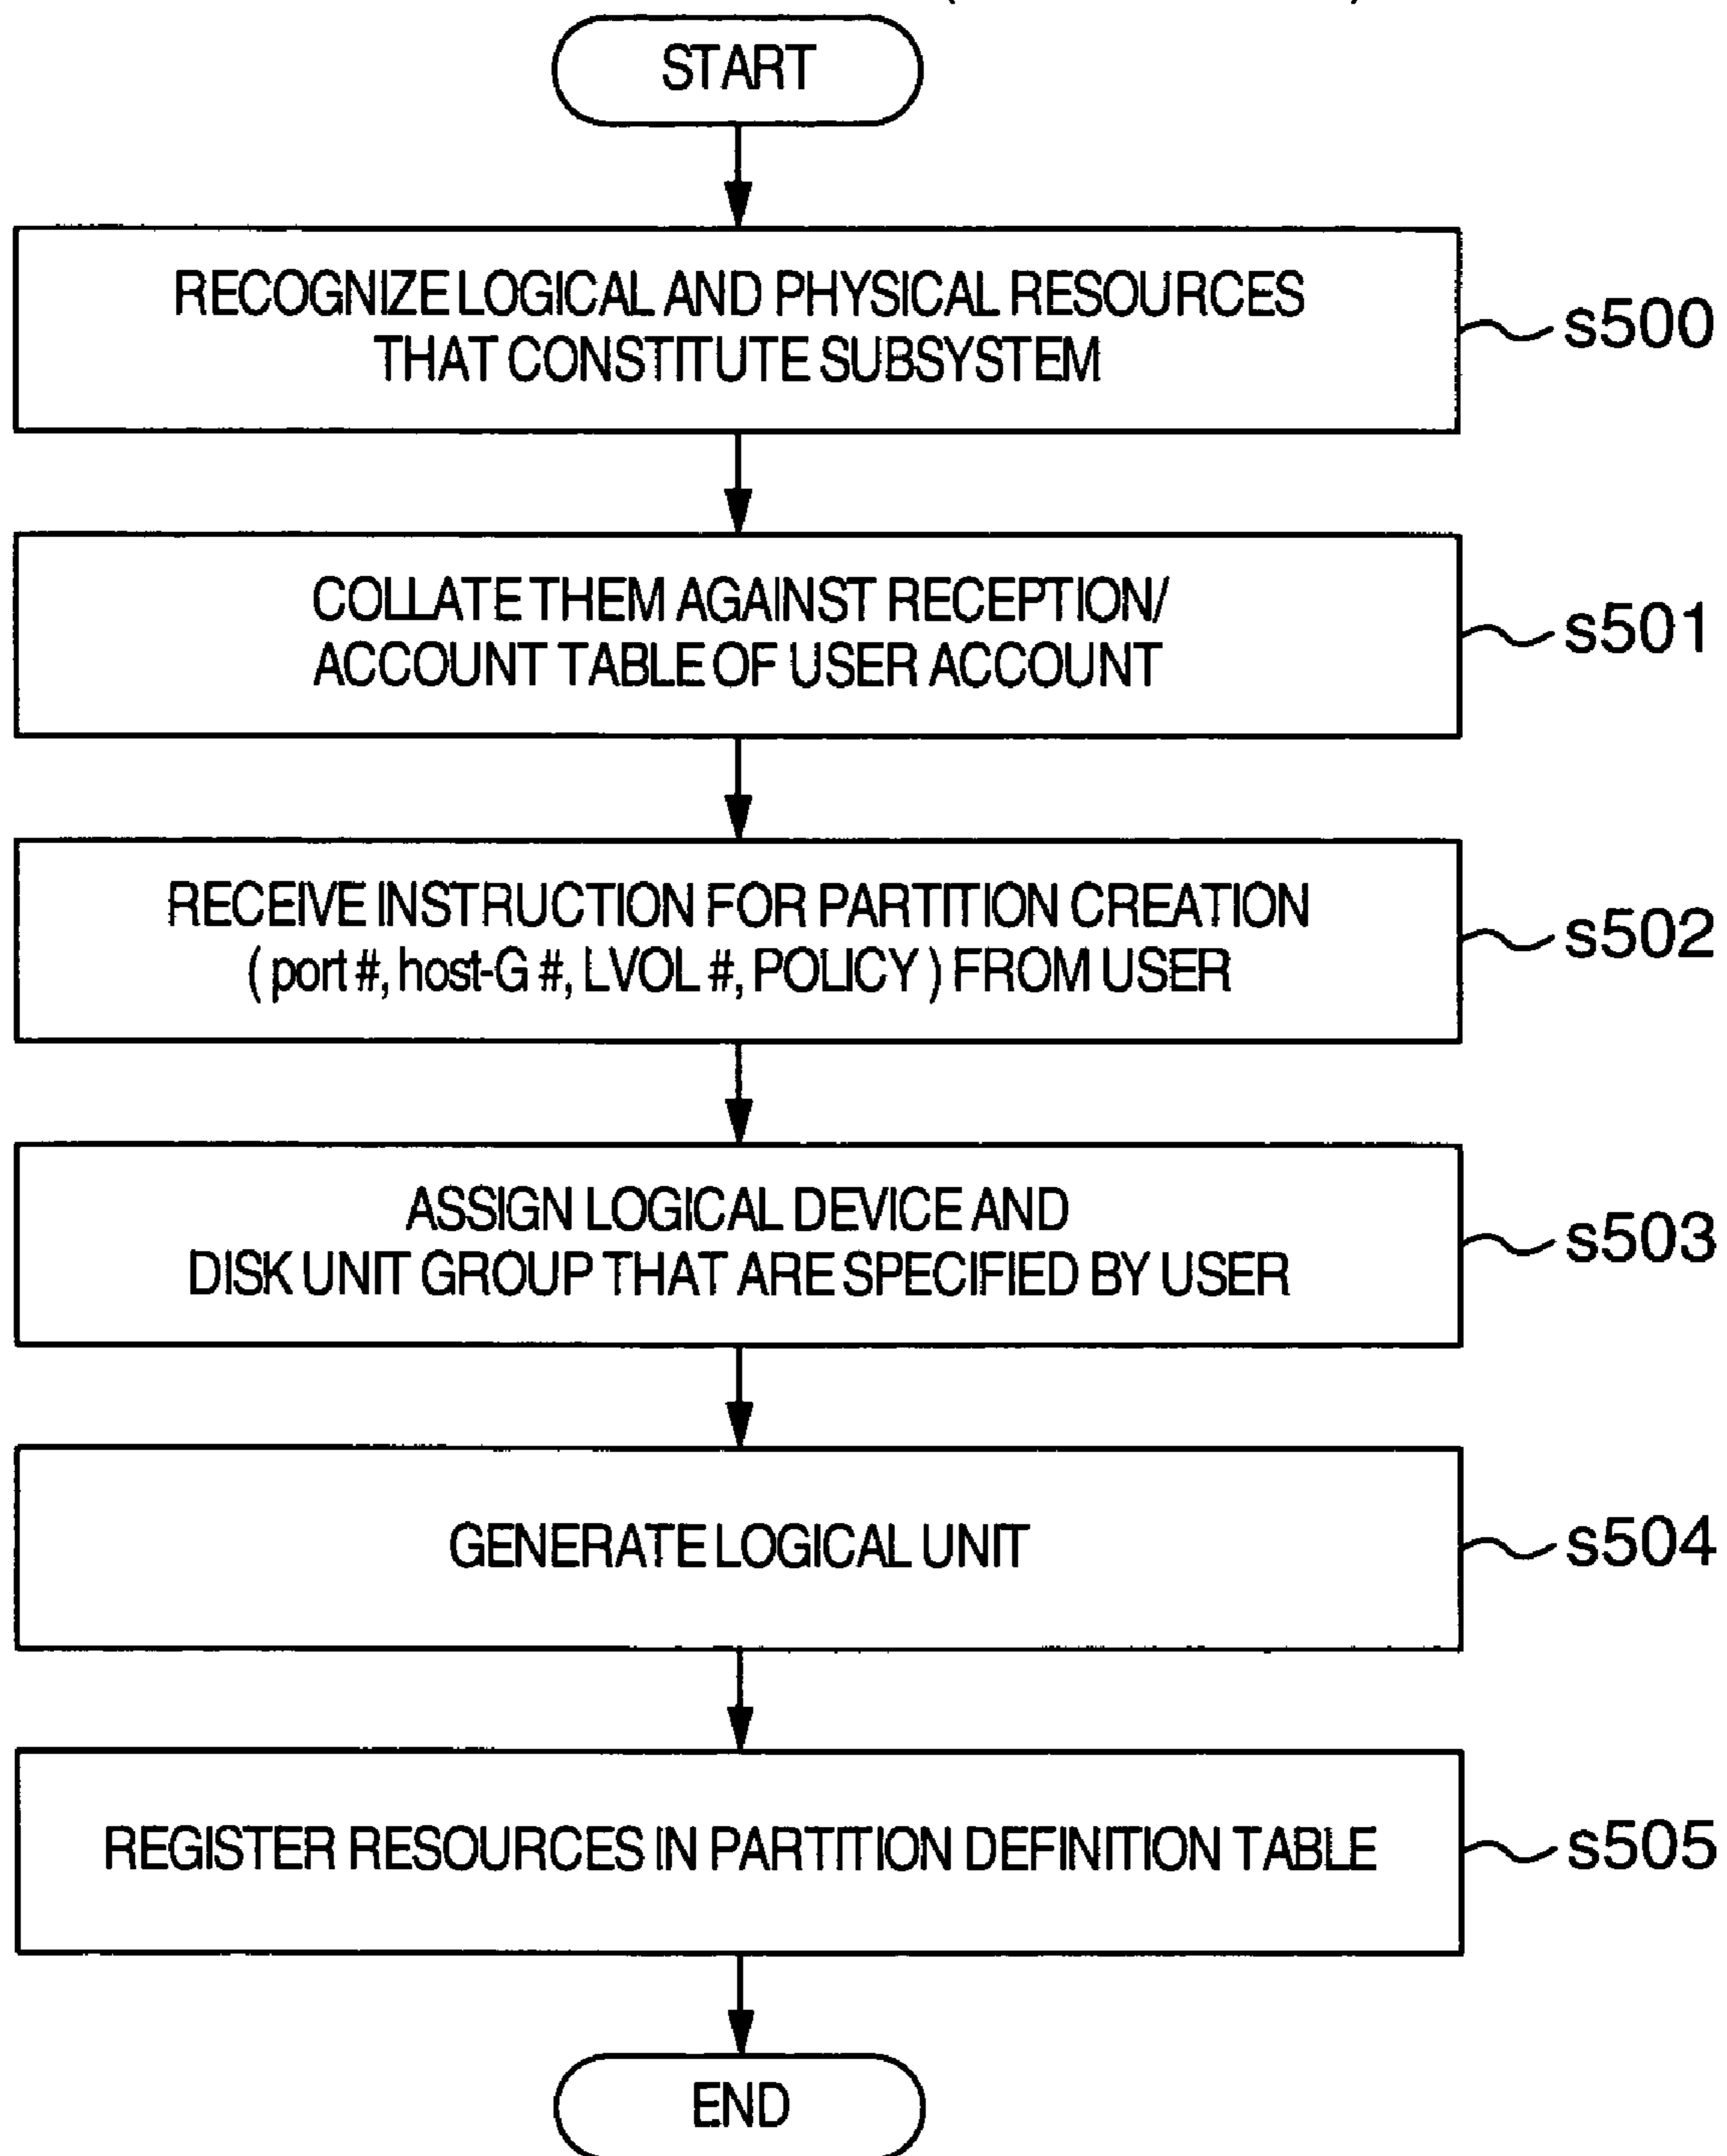 START
RECOGNIZE LOGICAL AND PHYSICAL RESOURCES
THAT CONSTITUTE SUBSYSTEM
s500
COLLATE THEM AGAINST RECEPTION/
ACCOUNT TABLE OF USER ACCOUNT
s501
RECEIVE INSTRUCTION FOR PARTITION CREATION
( port #, host-G #, LVOL #, POLICY ) FROM USER
s502
ASSIGN LOGICAL DEVICE AND
DISK UNIT GROUP THAT ARE SPECIFIED BY USER
s503
GENERATE LOGICAL UNIT
s504
REGISTER RESOURCES IN PARTITION DEFINITION TABLE
s505
END